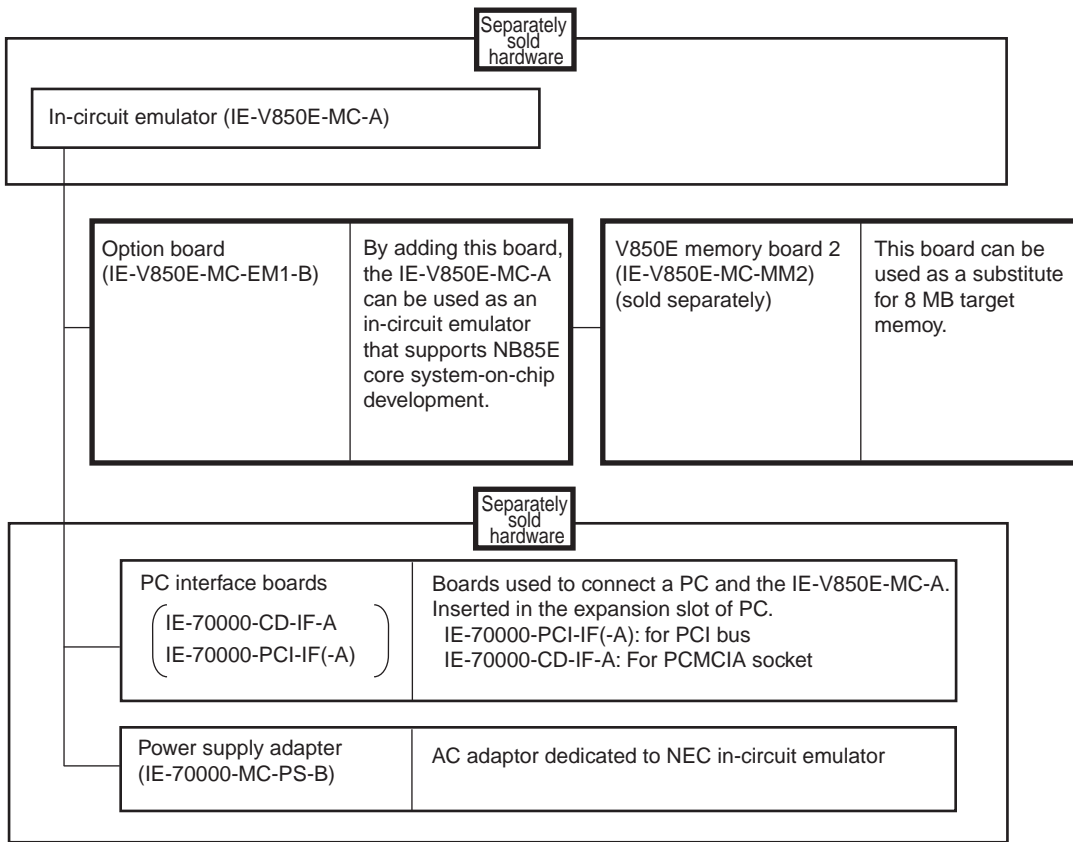 Separately
sold
hardware
In-circuit emulator (IE-V850E-MC-A)
Option board
(IE-V850E-MC-EM1-B)
By adding this board,
the IE-V850E-MC-A
can be used as an
in-circuit emulator
that supports NB85E
core system-on-chip
development.
V850E memory board 2
(IE-V850E-MC-MM2)
(sold separately)
This board can be
used as a substitute
for 8 MB target
memoy.
Separately
sold
hardware
PC interface boards
IE-70000-CD-IF-A
IE-70000-PCI-IF(-A)
Boards used to connect a PC and the IE-V850E-MC-A.
Inserted in the expansion slot of PC.
IE-70000-PCI-IF(-A): for PCI bus
IE-70000-CD-IF-A: For PCMCIA socket
Power supply adapter
(IE-70000-MC-PS-B)
AC adaptor dedicated to NEC in-circuit emulator